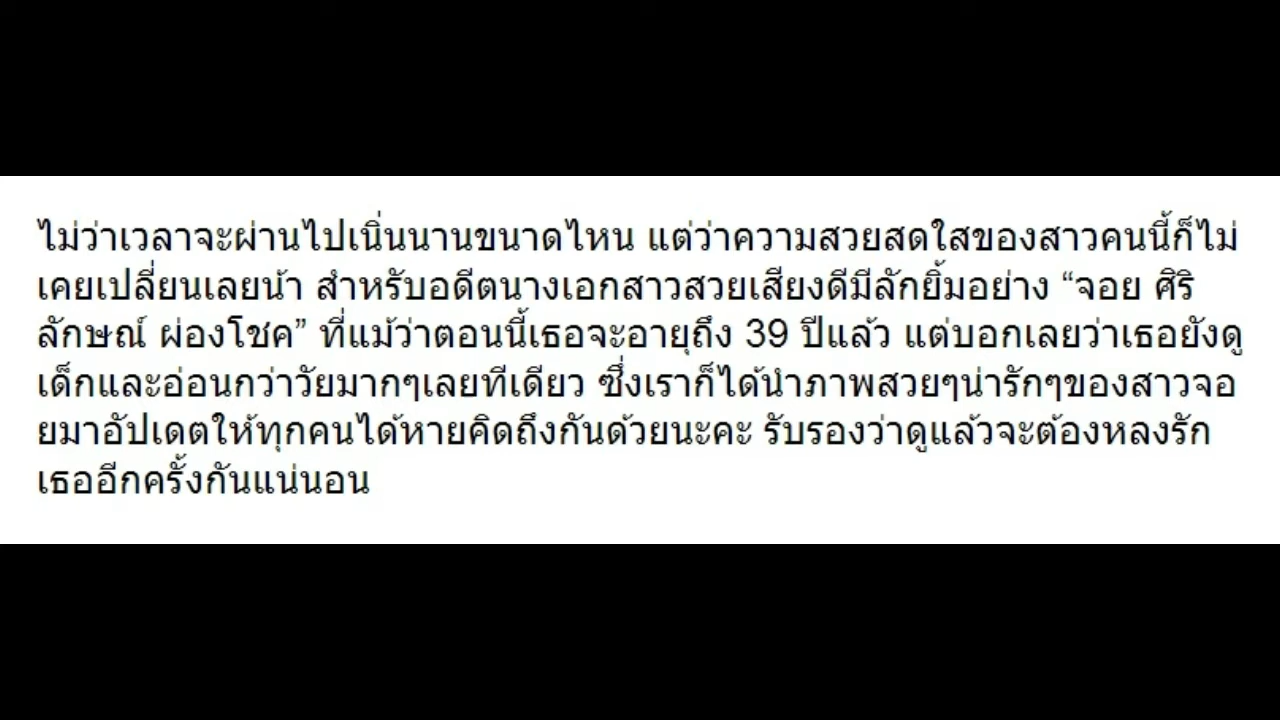 ไม่ว่าเวลาจะผ่านไปเนิ่นนานขนาดไหน แต่ว่าความสวยสดใสของสาวคนนี้ก็ไม่
เคยเปลี่ยนเลยน้า สำหรับอดีตนางเอกสาวสวยเสียงดีมีลักยิ้มอย่าง “จอย ศิริ
ลักษณ์ ผ่องโชค” ที่แม้ว่าตอนนี้เธอจะอายุถึง 39 ปีแล้ว แต่บอกเลยว่าเธอยังดู
เด็กและอ่อนกว่าวัยมากๆเลยทีเดียว ซึ่งเราก็ได้นำภาพสวยๆน่ารักๆของสาวจอ
ยมาอัปเดตให้ทุกคนได้หายคิดถึงกันด้วยนะคะ รับรองว่าดูแล้วจะต้องหลงรัก
เธออีกครั้งกันแน่นอน